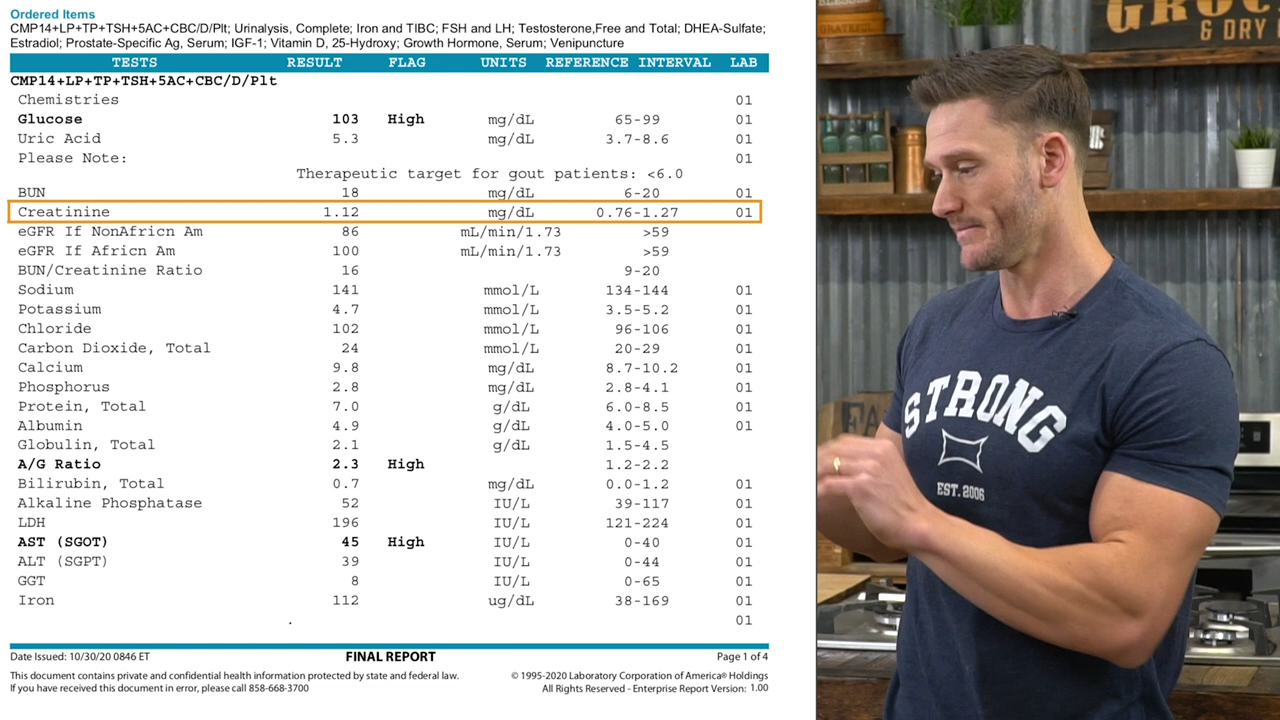 Ordered Items
CMP14+LP+TP+TSH+5AC+CBC/D/Plt; Urinalysis, Complete; Iron and TIBC; FSH and LH; Testosterone,Free and Total; DHEA-Sulfate;
Estradiol; Prostate-Specific Ag, Serum; IGF-1; Vitamin D, 25-Hydroxy; Growth Hormone, Serum; Venipuncture
TESTS RESULT FLAG UNITS REFERENCE INTERVAL LAB
CMP14+LP+TP+TSH+5AC+CBC/D/Plt
Chemistries 01
Glucose 103 High mg/dL 65-99 01
Uric Acid 5.3 mg/dL 3.7-8.6 01
Please Note: 01
Therapeutic target for gout patients: <6.0
BUN 18 mg/dL 6-20 01
Creatinine 1.12 mg/dL 0.76-1.27 01
eGFR If NonAfricn Am 86 mL/min/1.73 >59
eGFR If Africn Am 100 mL/min/1.73 >59
BUN/Creatinine Ratio 16 9-20
Sodium 141 mmol/L 134-144 01
Potassium 4.7 mmol/L 3.5-5.2 01
Chloride 102 mmol/L 96-106 01
Carbon Dioxide, Total 24 mmol/L 20-29 01
Calcium 9.8 mg/dL 8.7-10.2 01
Phosphorus 2.8 mg/dL 2.8-4.1 01
Protein, Total 7.0 g/dL 6.0-8.5 01
Albumin 4.9 g/dL 4.0-5.0 01
Globulin, Total 2.1 g/dL 1.5-4.5
A/G Ratio 2.3 High 1.2-2.2
Bilirubin, Total 0.7 mg/dL 0.0-1.2 01
Alkaline Phosphatase 52 IU/L 39-117 01
LDH 196 IU/L 121-224 01
AST (SGOT) 45 High IU/L 0-40 01
ALT (SGPT) 39 IU/L 0-44 01
GGT 8 IU/L 0-65 01
Iron 112 ug/dL 38-169 01
. 01
Date Issued: 10/30/20 0846 ET FINAL REPORT Page 1 of 4
This document contains private and confidential health information protected by state and federal law.
If you have received this document in error, please call 858-668-3700
© 1995-2020 Laboratory Corporation of America® Holdings
All Rights Reserved - Enterprise Report Version: 1.00
& DRY
STRONG
EST. 2006